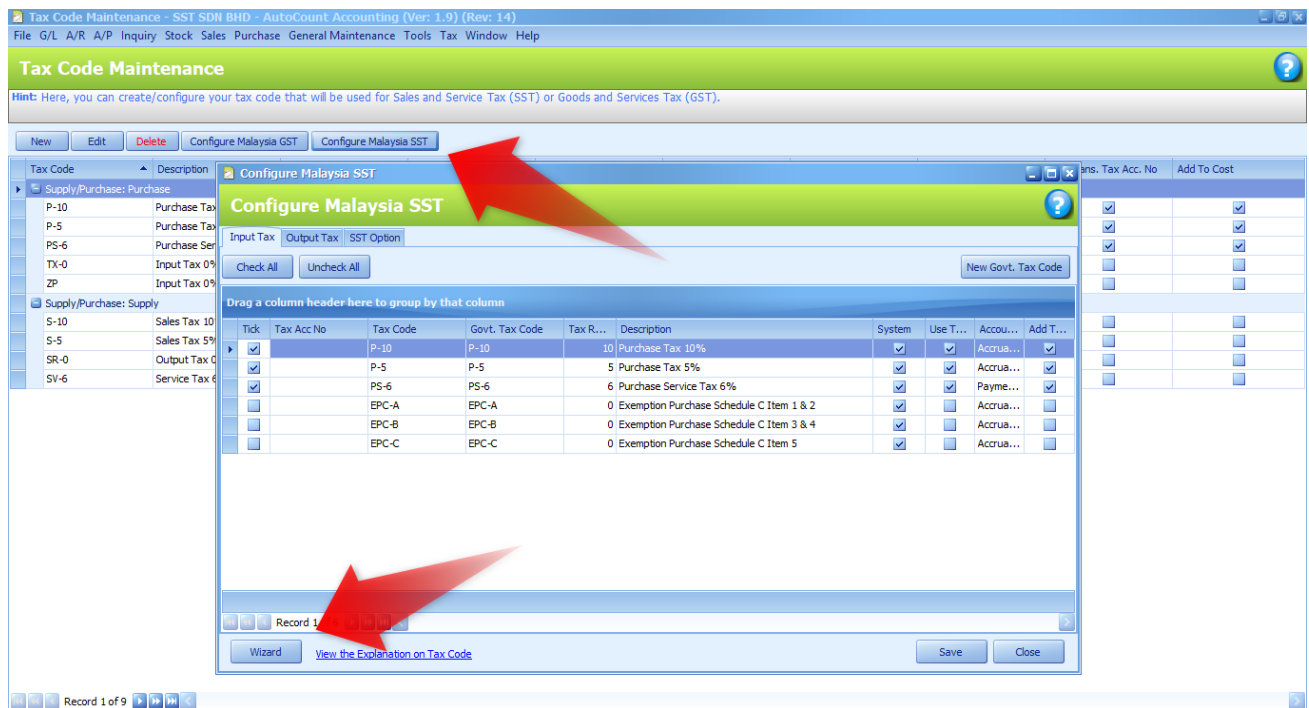 Tax Code Maintenance - SST SDN BHD - AutoCount Accounting (Ver: 1.9) (Rev: 14)
File G/L A/R A/P Inquiry Stock Sales Purchase General Maintenance Tools Tax Window Help
Tax Code Maintenance
Hint: Here, you can create/configure your tax code that will be used for Sales and Service Tax (SST) or Goods and Services Tax (GST).
New Edit Delete Configure Malaysia GST Configure Malaysia SST
Tax Code Description ans. Tax Acc. No Add To Cost
Supply/Purchase: Purchase
P-10 Purchase Tax
P-5 Purchase Tax
PS-6 Purchase Ser
TX-0 Input Tax 0%
ZP Input Tax 0%
Supply/Purchase: Supply
S-10 Sales Tax 10
S-5 Sales Tax 5%
SR-0 Output Tax 0
SV-6 Service Tax 6
Configure Malaysia SST
Configure Malaysia SST
Input Tax Output Tax SST Option
Check All Uncheck All New Govt. Tax Code
Drag a column header here to group by that column
Tick Tax Acc No Tax Code Govt. Tax Code Tax R... Description System Use T... Accou... Add T...
P-10 P-10 10 Purchase Tax 10% Accrua...
P-5 P-5 5 Purchase Tax 5% Accrua...
PS-6 PS-6 6 Purchase Service Tax 6% Payme...
EPC-A EPC-A 0 Exemption Purchase Schedule C Item 1 & 2 Accrua...
EPC-B EPC-B 0 Exemption Purchase Schedule C Item 3 & 4 Accrua...
EPC-C EPC-C 0 Exemption Purchase Schedule C Item 5 Accrua...
Record 1 of 6
Wizard View the Explanation on Tax Code Save Close
Record 1 of 9